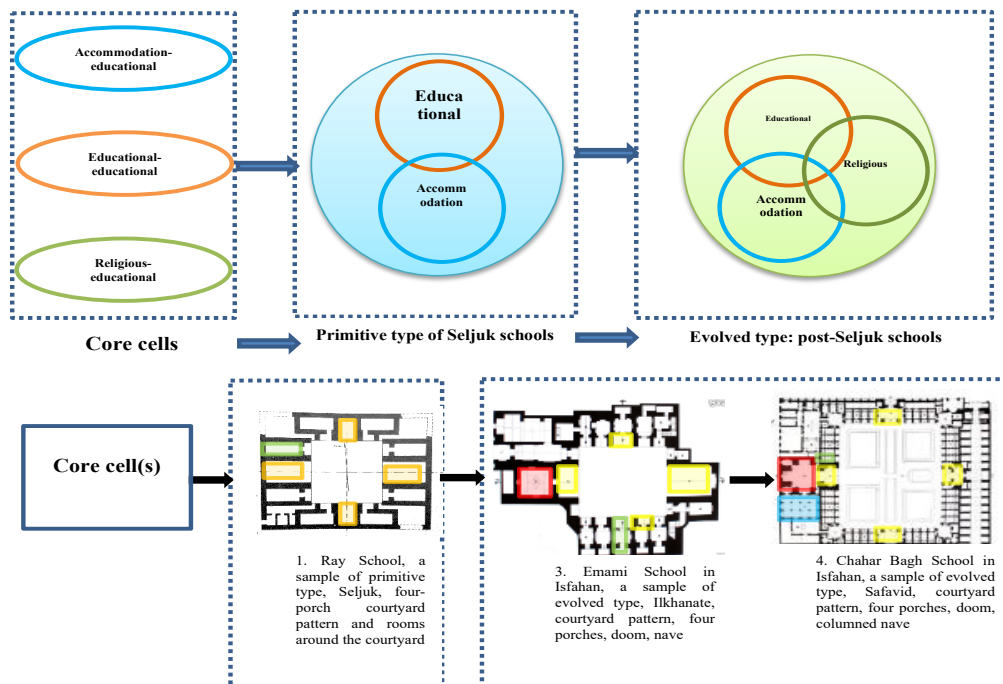 Accommodation-
educational
Educational-
educational
Religious-
educational
Educa
tional
Accomm
odation
Educational
Religious
Accomm
odation
Core cells
Primitive type of Seljuk schools
Evolved type: post-Seljuk schools
Core cell(s)
1. Ray School, a
sample of primitive
type, Seljuk, four-
porch courtyard
pattern and rooms
around the courtyard
3. Emami School in
Isfahan, a sample of
evolved type, Ilkhanate,
courtyard pattern, four
porches, doom, nave
4. Chahar Bagh School in
Isfahan, a sample of evolved
type, Safavid, courtyard
pattern, four porches, doom,
columned nave